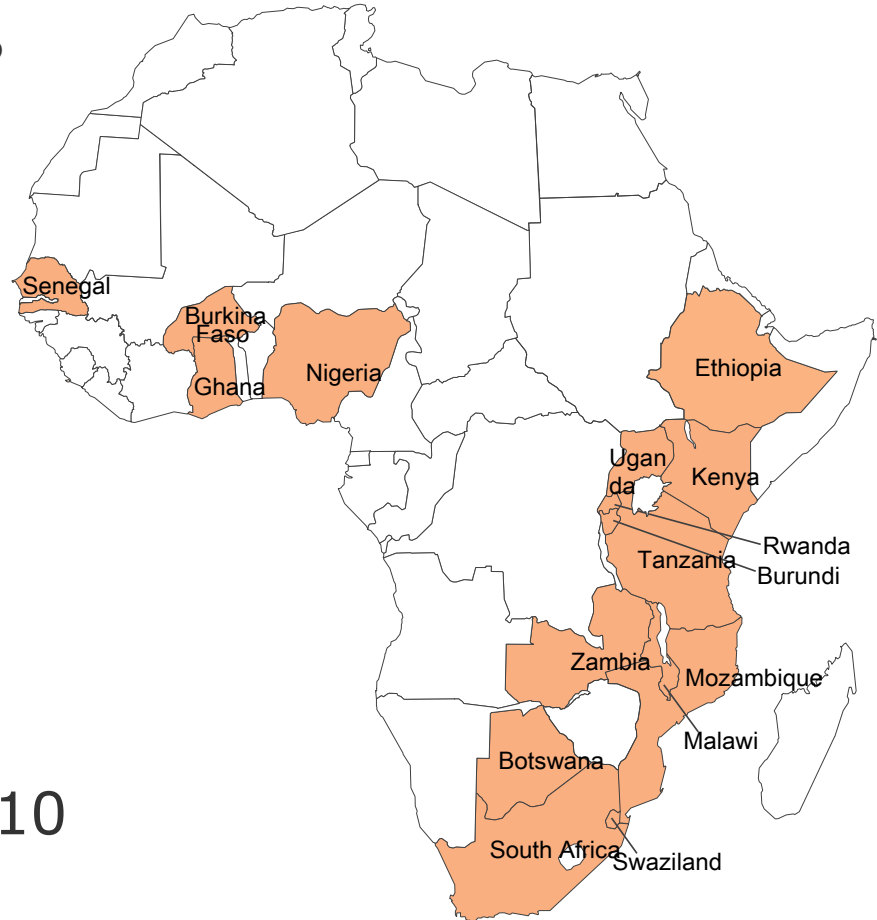 Senegal
Burkina
Faso
Ghana
Nigeria
Ethiopia
Ugan
da
Kenya
Rwanda
Tanzania
Burundi
Zambia
Mozambique
Malawi
Botswana
10
South Africa
Swaziland